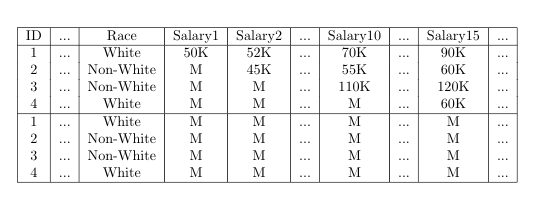 ID ... Race Salary1 Salary2 ... Salary10 ... Salary15 ...
1 ... White 50K 52K ... 70K ... 90K ...
2 ... Non-White M 45K ... 55K ... 60K ...
3 ... Non-White M M ... 110K ... 120K ...
4 ... White M M ... M ... 60K ...
1 ... White M M ... M ... M ...
2 ... Non-White M M ... M ... M ...
3 ... Non-White M M ... M ... M ...
4 ... White M M ... M ... M ...